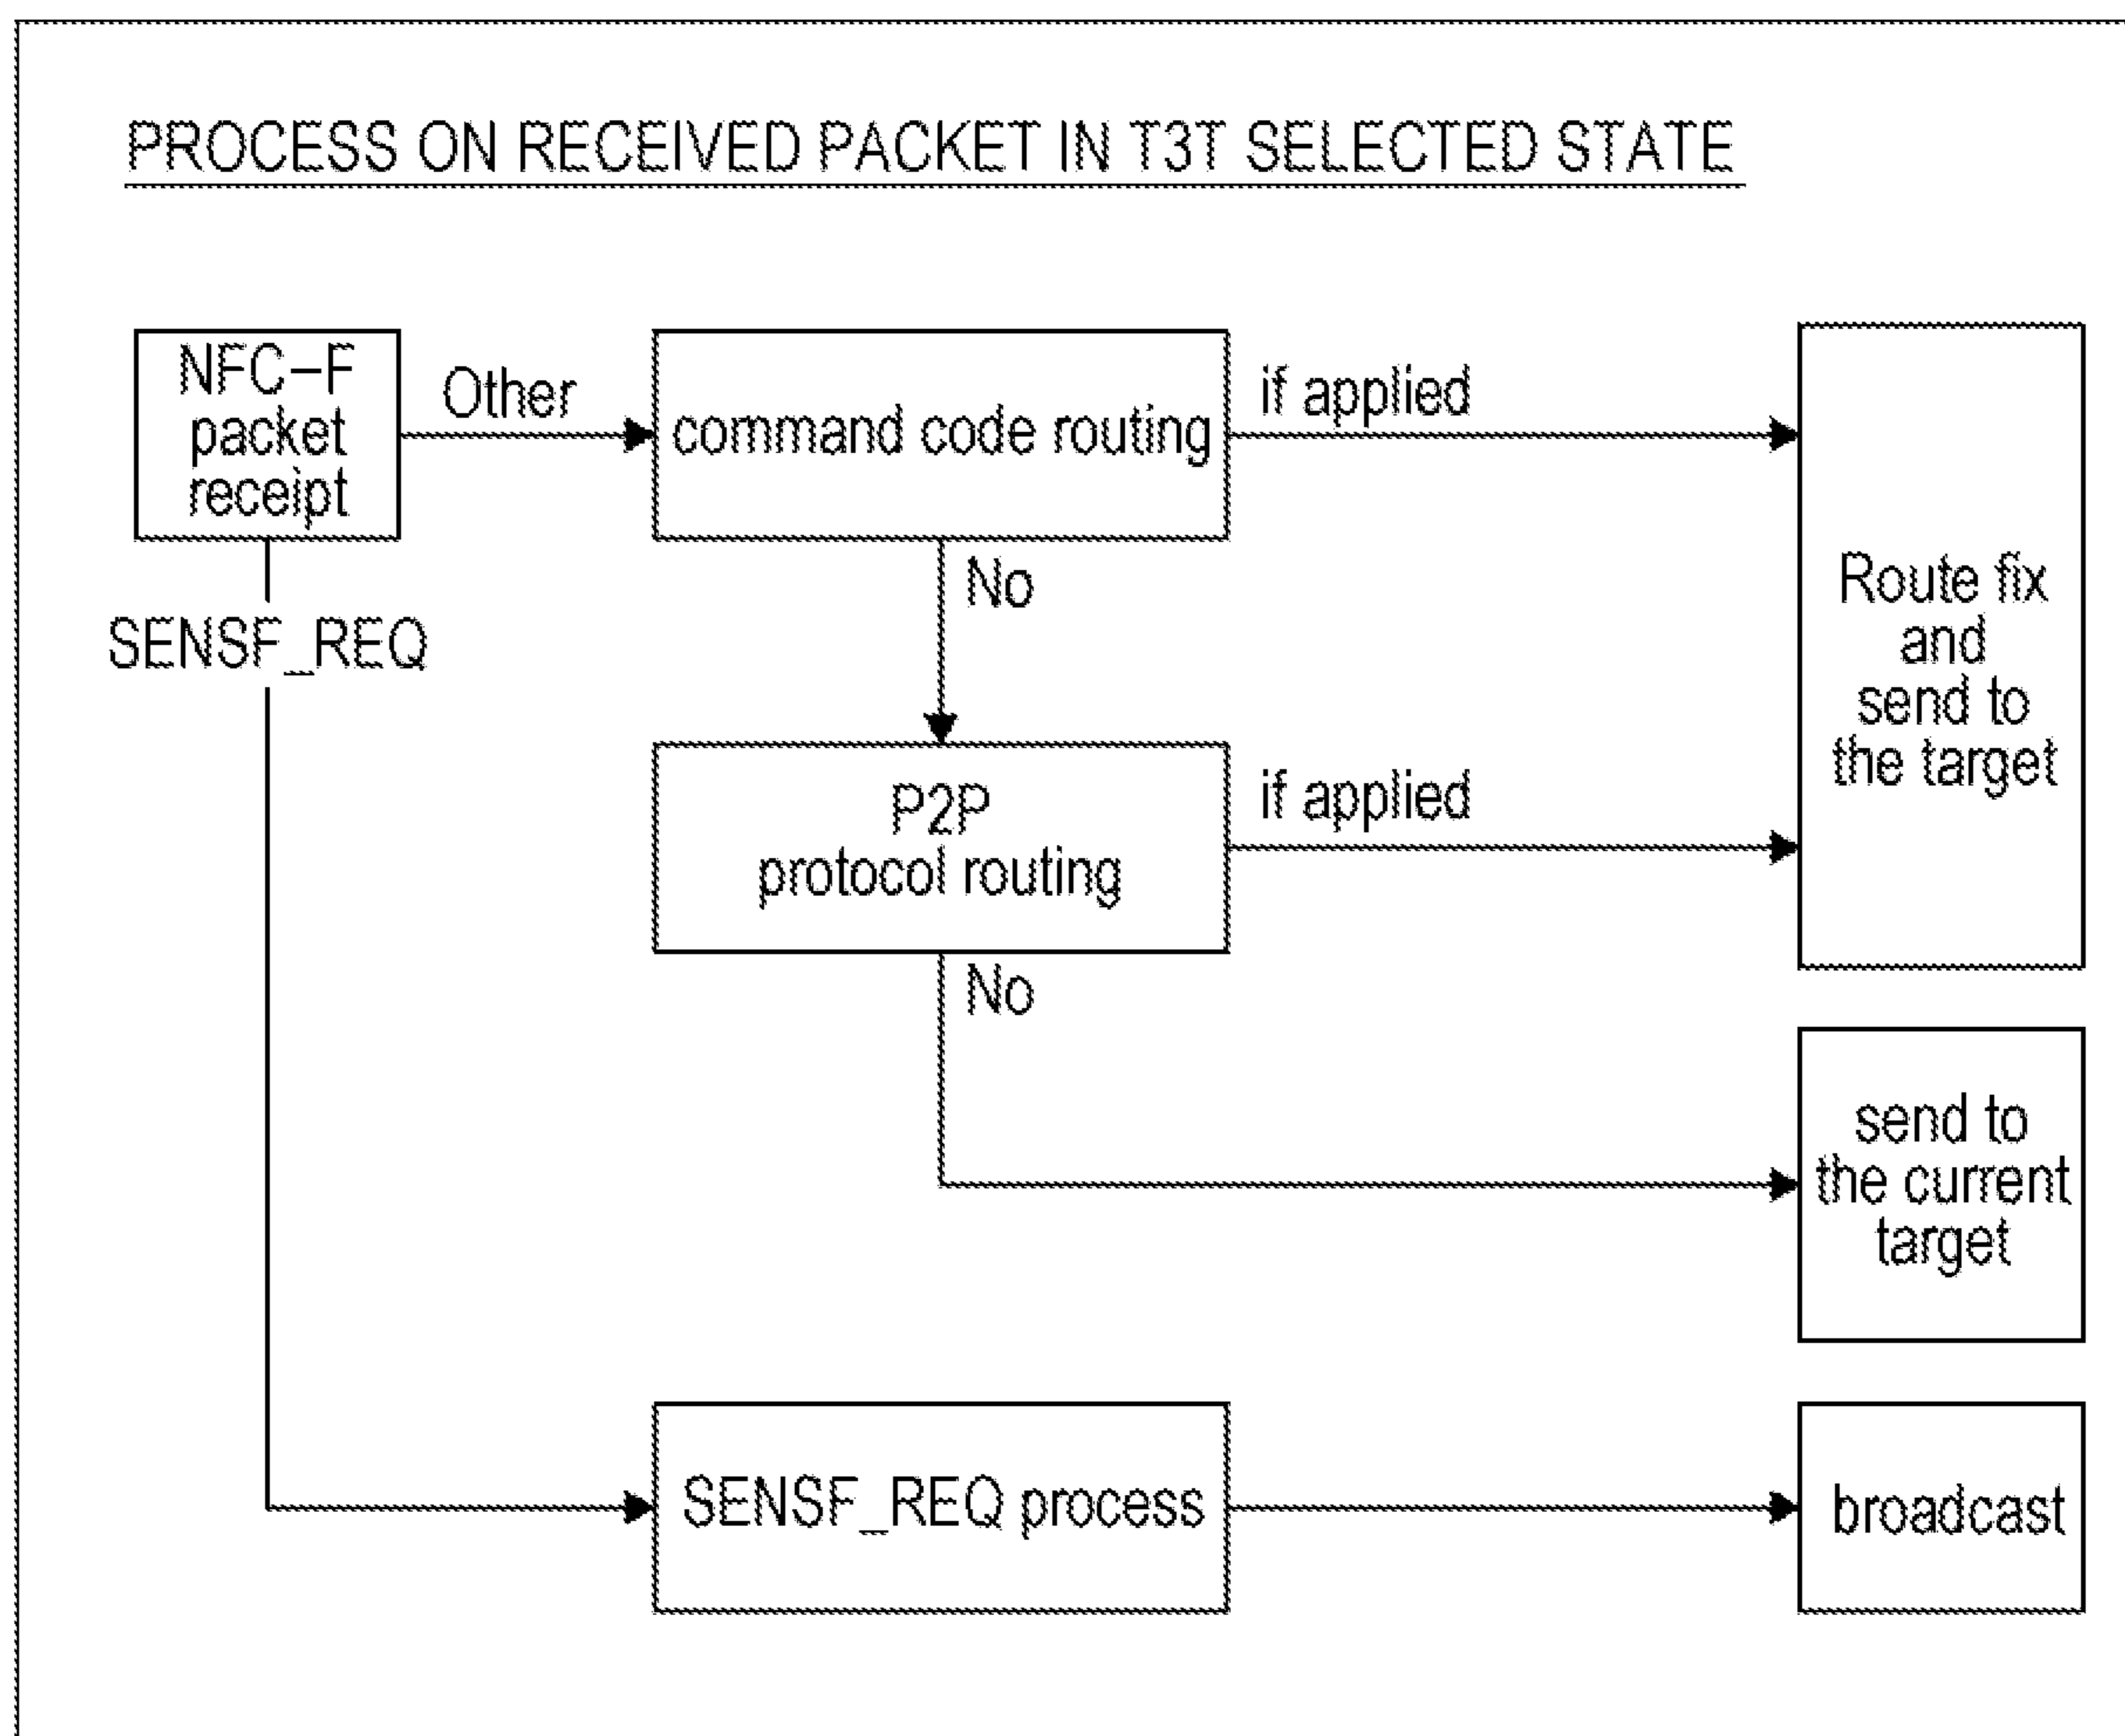 PROCESS ON RECEIVED PACKET IN T3T SELECTED STATE
NFC-F
packet
receipt
Other
command code routing
if applied
Route fix
and
send to
the target
No
SENSF_REQ
P2P
protocol routing
if applied
No
send to
the current
target
SENSF_REQ process
broadcast